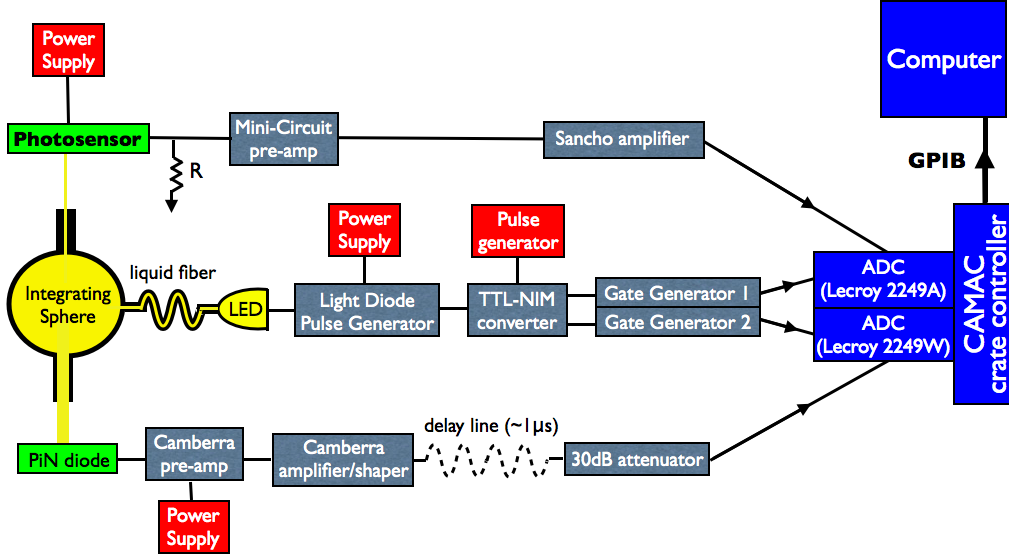 Power
Supply
Computer
Photosensor
Mini-Circuit
pre-amp
Sancho amplifier
GPIB
R
Power
Supply
Pulse
generator
liquid fiber
Integrating
Sphere
LED
Light Diode
Pulse Generator
TTL-NIM
converter
Gate Generator 1
Gate Generator 2
ADC
(Lecroy 2249A)
ADC
(Lecroy 2249W)
CAMAC
crate controller
delay line (~1μs)
PiN diode
Camberra
pre-amp
Camberra
amplifier/shaper
30dB attenuator
Power
Supply